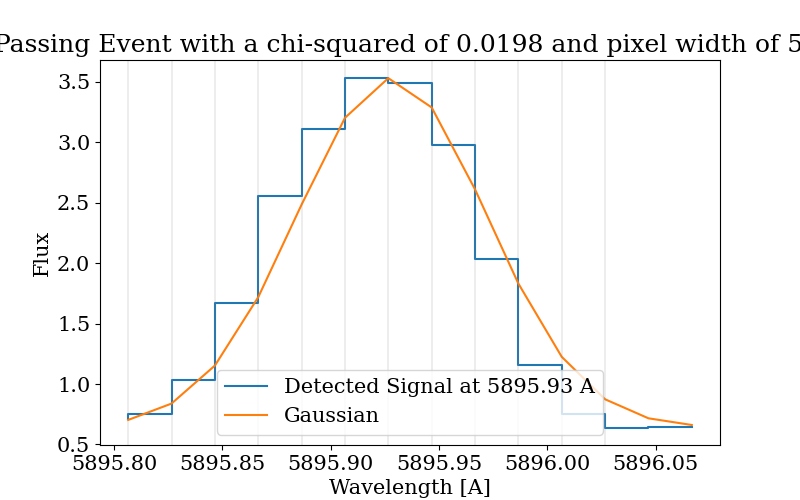 Passing Event with a chi-squared of 0.0198 and pixel width of 5
3.5
3.0
2.5
2.0
1.5
1.0
0.5
Flux
Detected Signal at 5895.93 A
Gaussian
5895.80 5895.85 5895.90 5895.95 5896.00 5896.05
Wavelength [A]